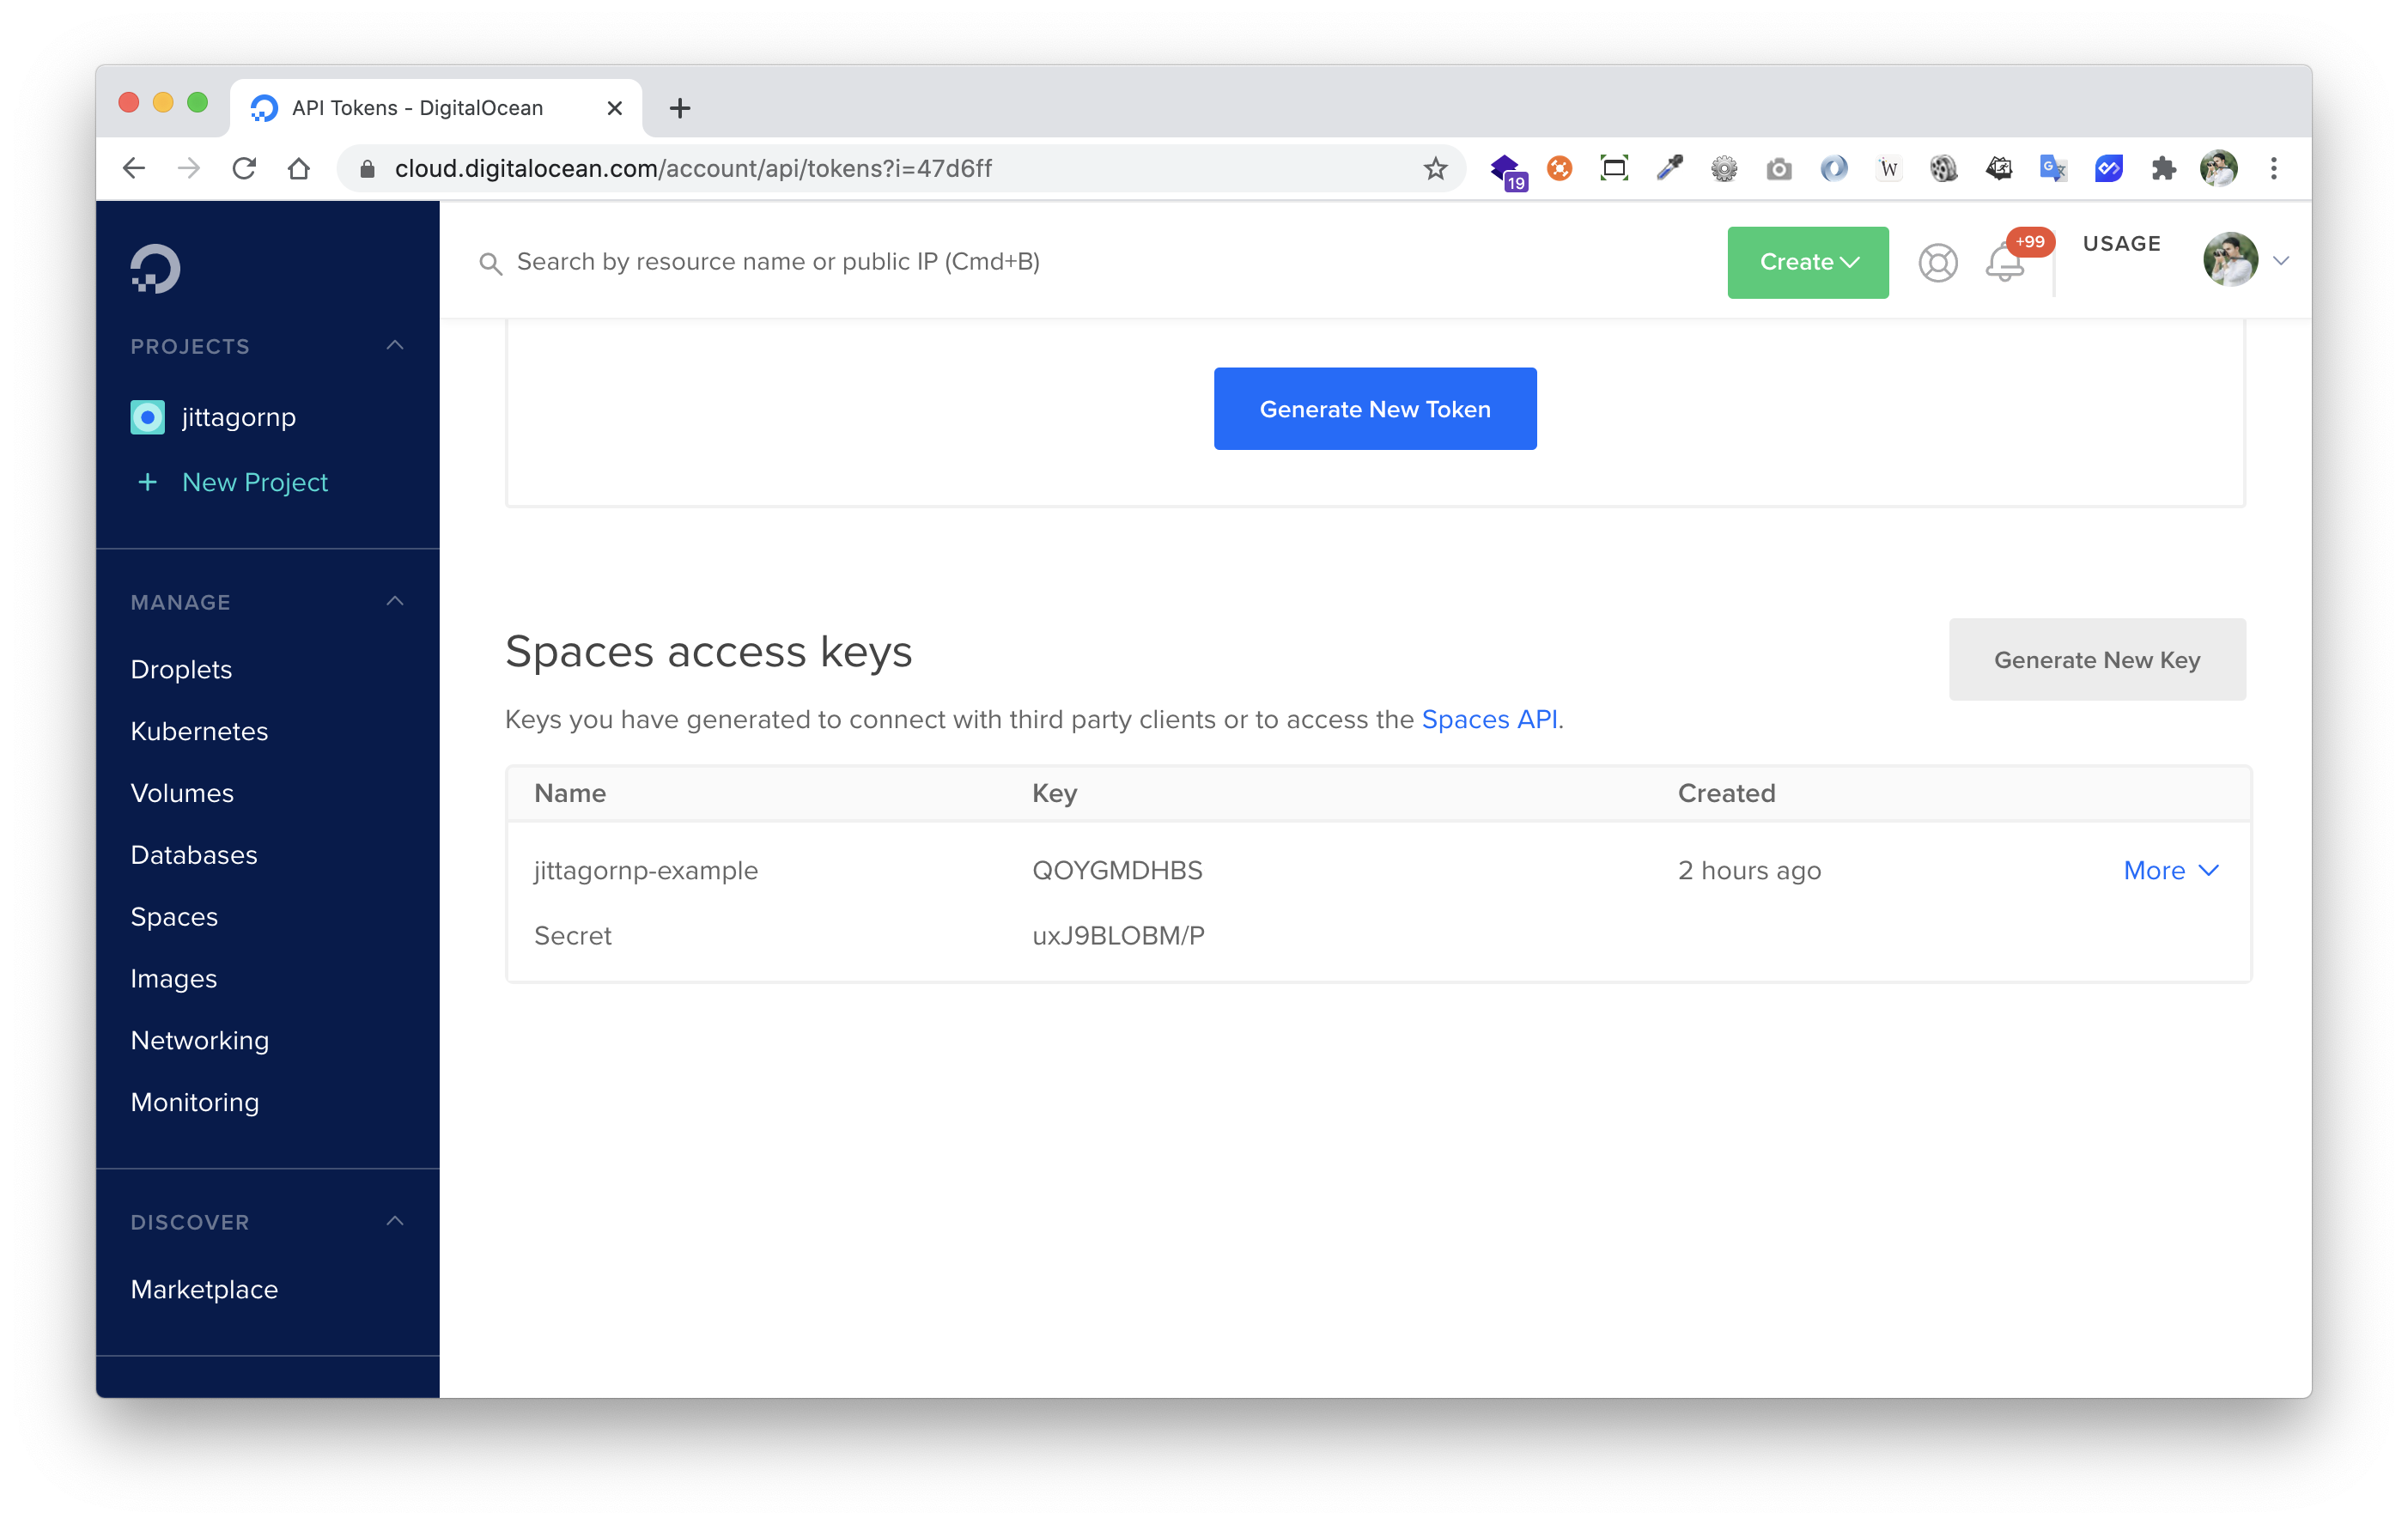 API Tokens - DigitalOcean
cloud.digitalocean.com/account/api/tokens?i=47d6ff
19
W
G
Search by resource name or public IP (Cmd+B)
Create
+99
USAGE
PROJECTS
jittagornp
+ New Project
MANAGE
Droplets
Kubernetes
Volumes
Databases
Spaces
Images
Networking
Monitoring
DISCOVER
Marketplace
Generate New Token
Spaces access keys
Generate New Key
Keys you have generated to connect with third party clients or to access the Spaces API.
Name Key Created
jittagornp-example QOYGMDHBS 2 hours ago More
Secret uxJ9BLOBM/P